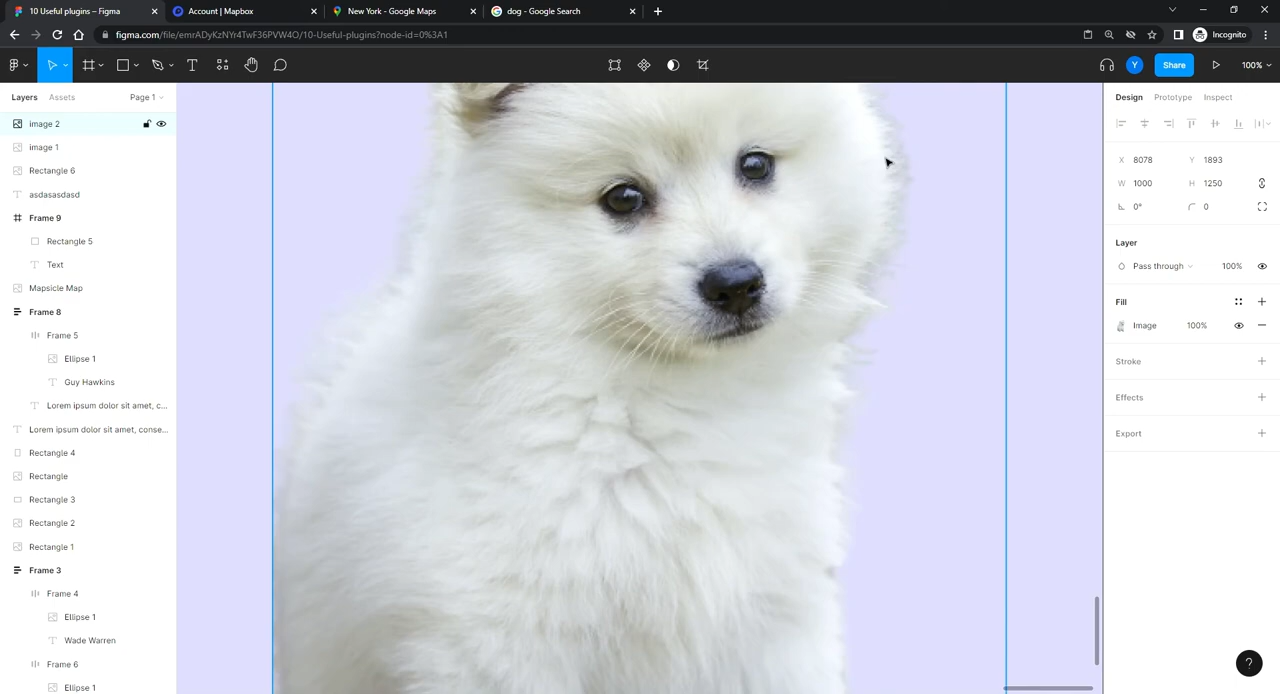 10 Useful plugins – Figma
Account | Mapbox
New York - Google Maps
dog - Google Search
figma.com/file/emrADyKzNYr4TwF36PVW4O/10-Useful-plugins?node-id=0%3A1
Incognito
Y
Share
100%
Layers
Assets
Page 1
image 2
image 1
Rectangle 6
asdasasdasd
Frame 9
Rectangle 5
Text
Mapsicle Map
Frame 8
Frame 5
Ellipse 1
Guy Hawkins
Lorem ipsum dolor sit amet, c...
Lorem ipsum dolor sit amet, conse...
Rectangle 4
Rectangle
Rectangle 3
Rectangle 2
Rectangle 1
Frame 3
Frame 4
Ellipse 1
Wade Warren
Frame 6
Ellipse 1
Design
Prototype
Inspect
X 8078 Y 1893
W 1000 H 1250
0° 0
Layer
Pass through
100%
Fill
Image
100%
Stroke
Effects
Export
?